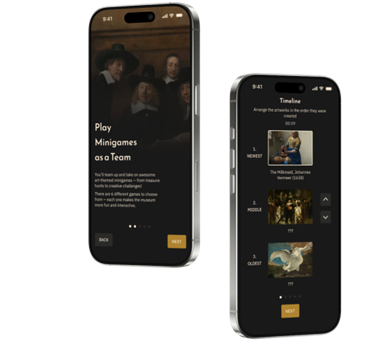 9:41
Play
Minigames
as a Team
You'll team up and take on awesome
art-themed minigames – from treasure
hunts to creative challenges!
There are 6 different games to choose
from – each one makes the museum
more fun and interactive.
BACK
NEXT
9:41
Timeline
Arrange the artworks in the order they were
created
00:59
1.
NEWEST
The Milkmaid, Johannes
Vermeer (1658)
2.
MIDDLE
???
3.
OLDEST
???
NEXT